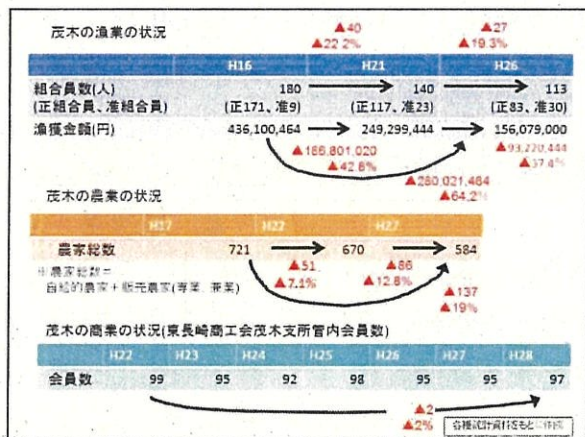 茂木の漁業の状況
▲40
▲22.2%
▲27
▲19.3%
H16 H21 H26
組合員数(人) 180 140 113
(正組合員、准組合員) (正171、准9) (正117、准23) (正83、准30)
漁獲金額(円) 436,100,464 249,299,444 156,079,000
▲186,801,020
▲42.8%
▲93,220,444
▲37.4%
▲280,021,464
▲64.2%
茂木の農業の状況
H17 H22 H27
農家総数 721 670 584
※農家総数=
自給的農家+販売農家(専業、兼業)
▲51
▲7.1%
▲86
▲12.8%
▲137
▲19%
茂木の商業の状況(東長崎商工会茂木支所管内会員数)
H22 H23 H24 H25 H26 H27 H28
会員数 99 95 92 98 95 95 97
▲2
▲2%
各種統計資料をもとに作成